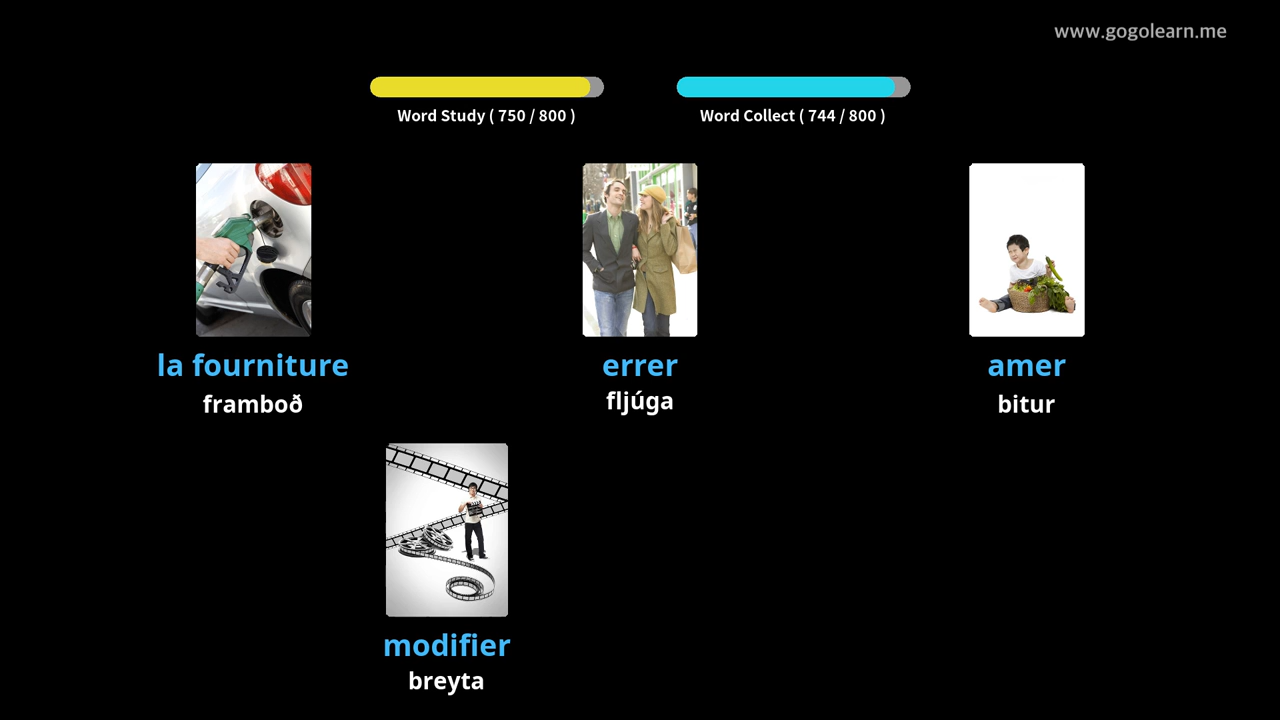 www.gogolearn.me
Word Study ( 750 / 800 )
Word Collect ( 744 / 800 )
la fourniture
framboð
errer
fljúga
amer
bitur
modifier
breyta